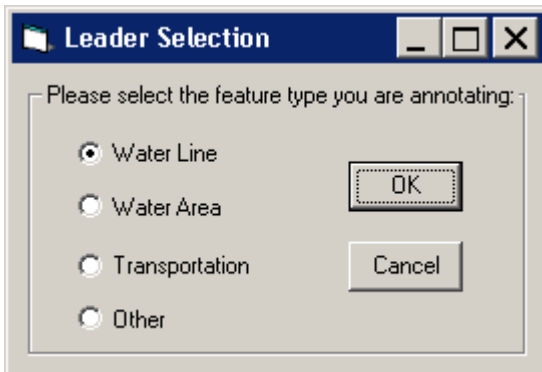 Leader Selection
Please select the feature type you are annotating:
Water Line
OK
Water Area
Transportation
Cancel
Other